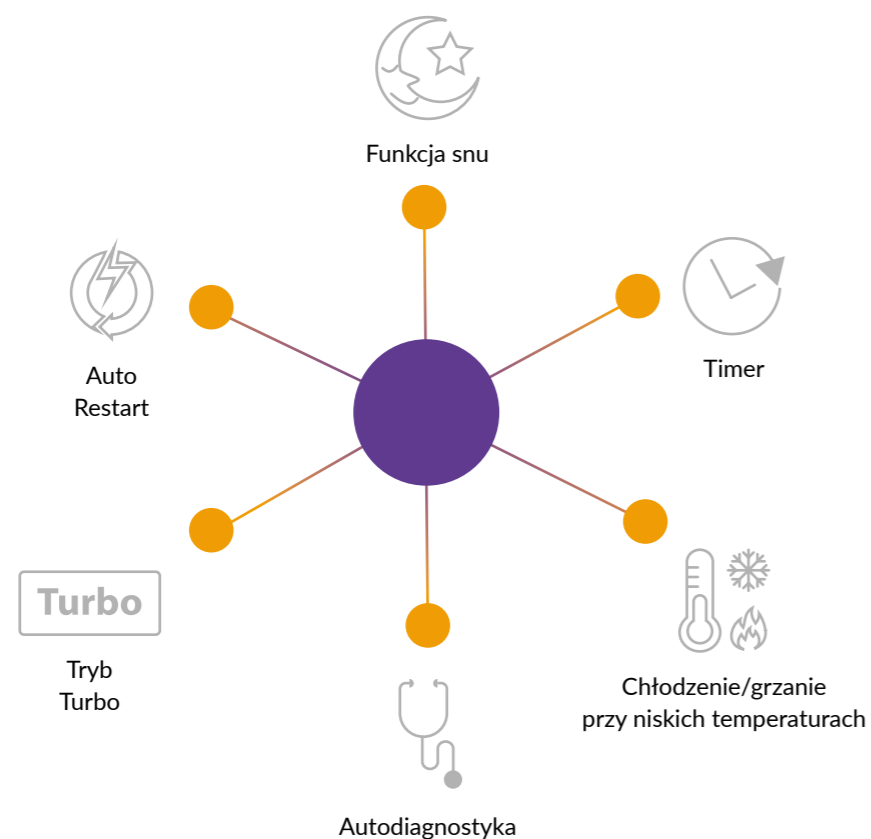 Funkcja snu
Timer
Auto
Restart
Turbo
Tryb
Turbo
Chłodzenie/grzanie
przy niskich temperaturach
Autodiagnostyka